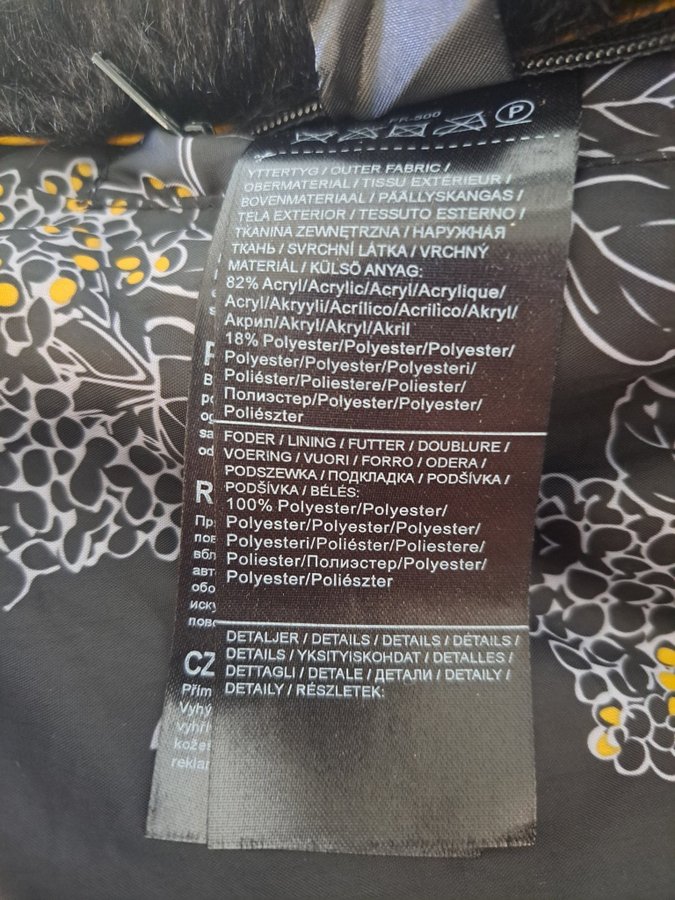 FR-500
P
YTTERTYG / OUTER FABRIC /
OBERMATERIAL / TISSU EXTÉRIEUR /
BOVENMATERIAAL / PÄÄLLYSKANGAS /
TELA EXTERIOR / TESSUTO ESTERNO /
TKANINA ZEWNĘTRZNA / НАРУЖНАЯ
ТКАНЬ / SVRCHNÍ LÁTKA / VRCHNÝ
MATERIÁL / KÜLSŐ ANYAG:
82% Acryl/Acrylic/Acryl/Acrylique/
Acryl/Akryyli/Acrílico/Acrilico/Akryl/
Акрил/Akryl/Akryl/Akril
18% Polyester/Polyester/Polyester/
Polyester/Polyester/Polyesteri/
Poliéster/Poliestere/Poliester/
Полиэстер/Polyester/Polyester/
Poliészter
FODER / LINING / FUTTER / DOUBLURE /
VOERING / VUORI / FORRO / ODERA /
PODSZEWKA / ПОДКЛАДКА / PODŠÍVKA /
PODŠÍVKA / BÉLÉS:
100% Polyester/Polyester/
Polyester/Polyester/Polyester/
Polyesteri/Poliéster/Poliestere/
Poliester/Полиэстер/Polyester/
Polyester/Poliészter
DETALJER / DETAILS / DETAILS / DÉTAILS /
DETAILS / YKSITYISKOHDAT / DETALLES /
DETTAGLI / DETALE / ДЕТАЛИ / DETAILY /
DETAILY / RÉSZLETEK:
CZ